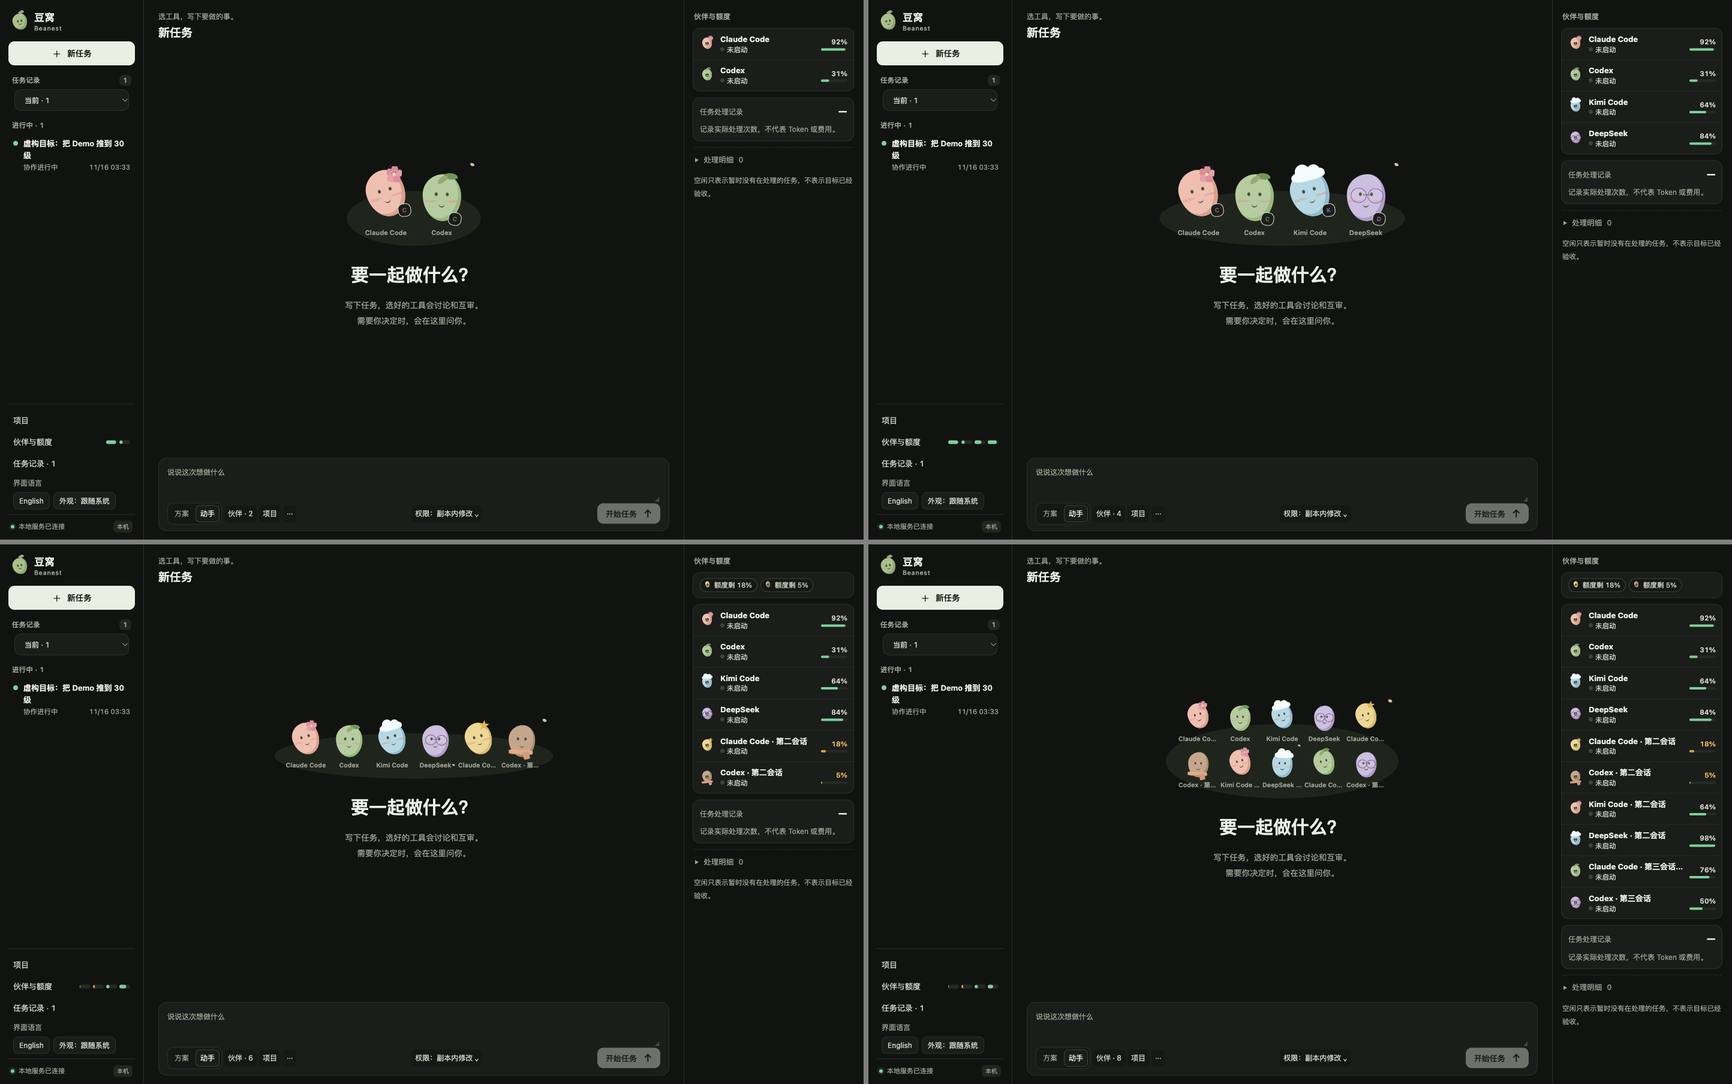 豆窝
Beanest
＋ 新任务
任务记录 1
当前 · 1
进行中 · 1
虚构目标：把 Demo 推到 30
级
协作进行中 11/16 03:33
项目
伙伴与额度
任务记录 · 1
界面语言
English 外观：跟随系统
本地服务已连接 本机
选工具，写下要做的事。
新任务
C C
Claude Code Codex
要一起做什么?
写下任务，选好的工具会讨论和互审。
需要你决定时，会在这里问你。
说说这次想做什么
方案 动手 伙伴 · 2 项目 ···
权限：副本内修改
开始任务 ↑
伙伴与额度
Claude Code 92%
未启动
Codex 31%
未启动
任务处理记录 —
记录实际处理次数，不代表 Token 或费用。
处理明细 0
空闲只表示暂时没有在处理的任务，不表示目标已经
验收。
豆窝
Beanest
＋ 新任务
任务记录 1
当前 · 1
进行中 · 1
虚构目标：把 Demo 推到 30
级
协作进行中 11/16 03:33
项目
伙伴与额度
任务记录 · 1
界面语言
English 外观：跟随系统
本地服务已连接 本机
选工具，写下要做的事。
新任务
C C K D
Claude Code Codex Kimi Code DeepSeek
要一起做什么?
写下任务，选好的工具会讨论和互审。
需要你决定时，会在这里问你。
说说这次想做什么
方案 动手 伙伴 · 4 项目 ···
权限：副本内修改
开始任务 ↑
伙伴与额度
Claude Code 92%
未启动
Codex 31%
未启动
Kimi Code 64%
未启动
DeepSeek 84%
未启动
任务处理记录 —
记录实际处理次数，不代表 Token 或费用。
处理明细 0
空闲只表示暂时没有在处理的任务，不表示目标已经
验收。
豆窝
Beanest
＋ 新任务
任务记录 1
当前 · 1
进行中 · 1
虚构目标：把 Demo 推到 30
级
协作进行中 11/16 03:33
项目
伙伴与额度
任务记录 · 1
界面语言
English 外观：跟随系统
本地服务已连接 本机
选工具，写下要做的事。
新任务
Claude Code Codex Kimi Code DeepSeek Claude Co... Codex · 第...
要一起做什么?
写下任务，选好的工具会讨论和互审。
需要你决定时，会在这里问你。
说说这次想做什么
方案 动手 伙伴 · 6 项目 ···
权限：副本内修改
开始任务 ↑
伙伴与额度
额度剩 18% 额度剩 5%
Claude Code 92%
未启动
Codex 31%
未启动
Kimi Code 64%
未启动
DeepSeek 84%
未启动
Claude Code · 第二会话 18%
未启动
Codex · 第二会话 5%
未启动
任务处理记录 —
记录实际处理次数，不代表 Token 或费用。
处理明细 0
空闲只表示暂时没有在处理的任务，不表示目标已经
验收。
豆窝
Beanest
＋ 新任务
任务记录 1
当前 · 1
进行中 · 1
虚构目标：把 Demo 推到 30
级
协作进行中 11/16 03:33
项目
伙伴与额度
任务记录 · 1
界面语言
English 外观：跟随系统
本地服务已连接 本机
选工具，写下要做的事。
新任务
Claude Co... Codex Kimi Code DeepSeek Claude Co...
Codex · 第... Kimi Code ... DeepSeek ... Claude Co... Codex · 第...
要一起做什么?
写下任务，选好的工具会讨论和互审。
需要你决定时，会在这里问你。
说说这次想做什么
方案 动手 伙伴 · 8 项目 ···
权限：副本内修改
开始任务 ↑
伙伴与额度
额度剩 18% 额度剩 5%
Claude Code 92%
未启动
Codex 31%
未启动
Kimi Code 64%
未启动
DeepSeek 84%
未启动
Claude Code · 第二会话 18%
未启动
Codex · 第二会话 5%
未启动
Kimi Code · 第二会话 64%
未启动
DeepSeek · 第二会话 98%
未启动
Claude Code · 第三会话... 76%
未启动
Codex · 第三会话 50%
未启动
任务处理记录 —
记录实际处理次数，不代表 Token 或费用。
处理明细 0
空闲只表示暂时没有在处理的任务，不表示目标已经
验收。